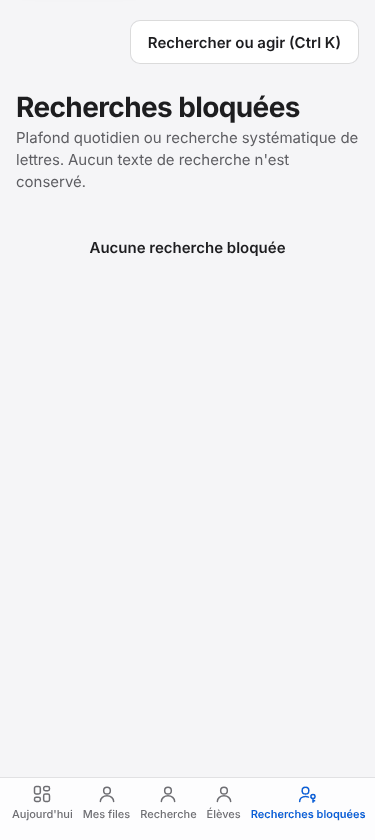 Rechercher ou agir (Ctrl K)
Recherches bloquées
Plafond quotidien ou recherche systématique de
lettres. Aucun texte de recherche n'est
conservé.
Aucune recherche bloquée
Aujourd'hui
Mes files
Recherche
Élèves
Recherches bloquées